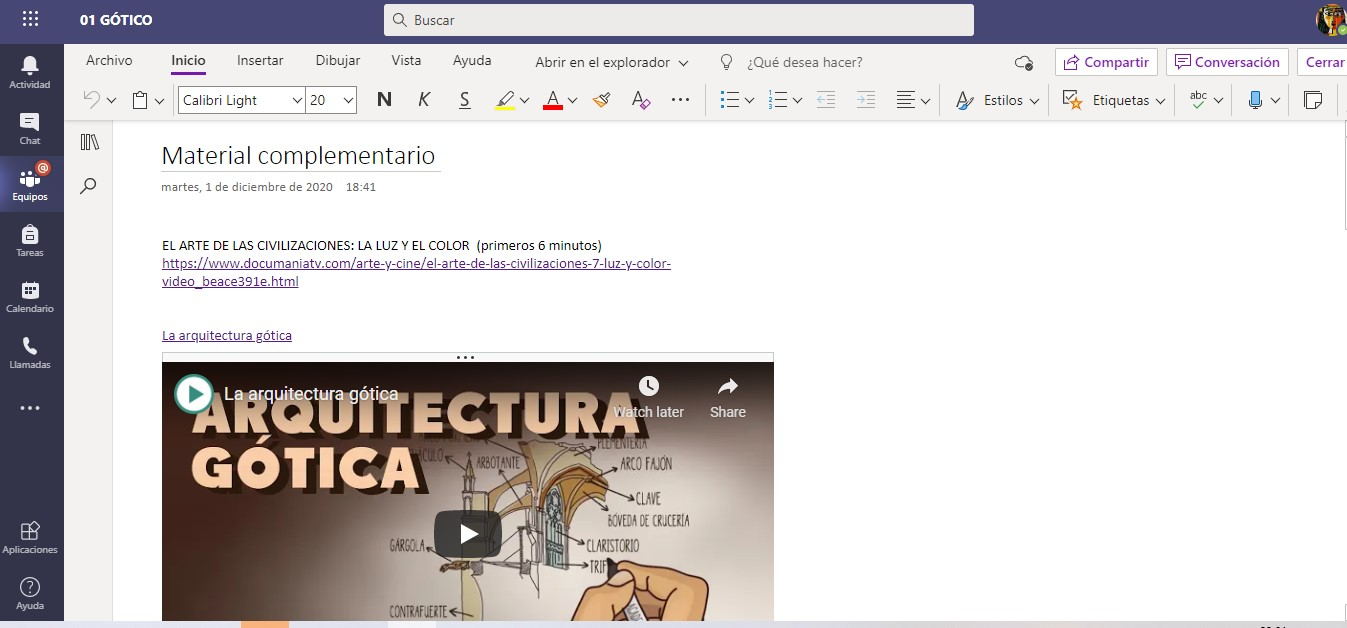 01 GÓTICO
Buscar
Archivo Inicio Insertar Dibujar Vista Ayuda Abrir en el explorador ¿Qué desea hacer? Compartir Conversación Cerrar
Calibri Light 20 N K S A A Estilos Etiquetas abc
Actividad
Chat
@
Equipos
Tareas
Calendario
Llamadas
Aplicaciones
Ayuda
Material complementario
martes, 1 de diciembre de 2020 18:41
EL ARTE DE LAS CIVILIZACIONES: LA LUZ Y EL COLOR (primeros 6 minutos)
https://www.documaniatv.com/arte-y-cine/el-arte-de-las-civilizaciones-7-luz-y-color-
video_beace391e.html
La arquitectura gótica
La arquitectura gótica
Watch later Share
ARQUITECTURA
GÓTICA
PLEMENTERÍA
ARBOTANTE
ARCO FAJÓN
CLAVE
BÓVEDA DE CRUCERÍA
GÁRGOLA
CLARISTORIO
TRIF
CONTRAFUERTE